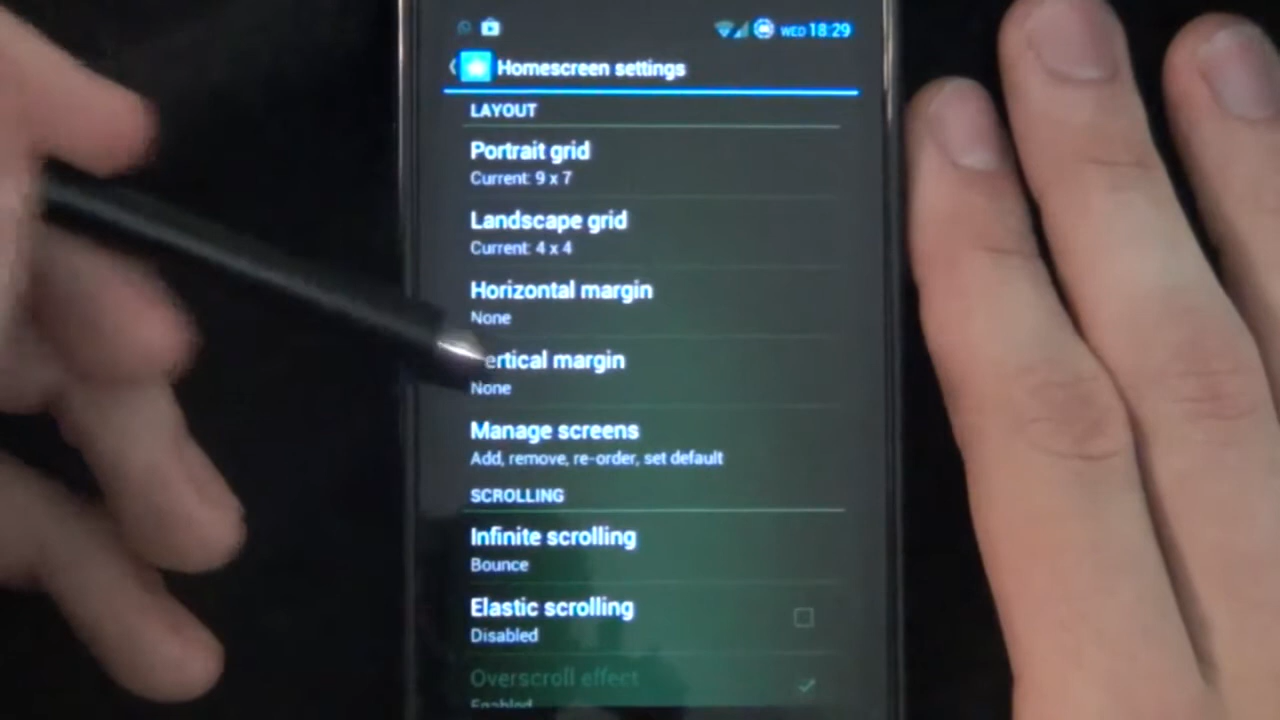 WED 18:29
Homescreen settings
LAYOUT
Portrait grid
Current: 9 x 7
Landscape grid
Current: 4 x 4
Horizontal margin
None
ertical margin
None
Manage screens
Add, remove, re-order, set default
SCROLLING
Infinite scrolling
Bounce
Elastic scrolling
Disabled
Overscroll effect
Enabled